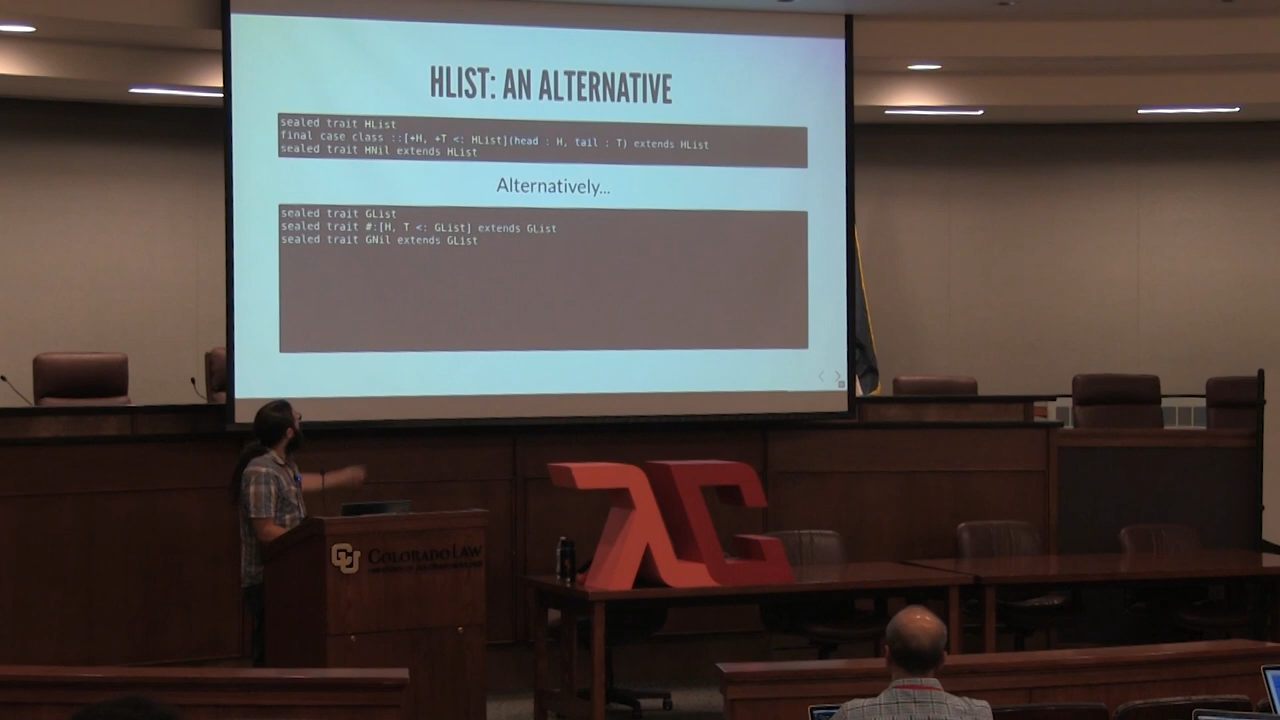 HLIST: AN ALTERNATIVE
sealed trait HList
final case class ::[+H, +T <: HList](head : H, tail : T) extends HList
sealed trait HNil extends HList
Alternatively...
sealed trait GList
sealed trait #:[H, T <: GList] extends GList
sealed trait GNil extends GList
CU
COLORADO LAW